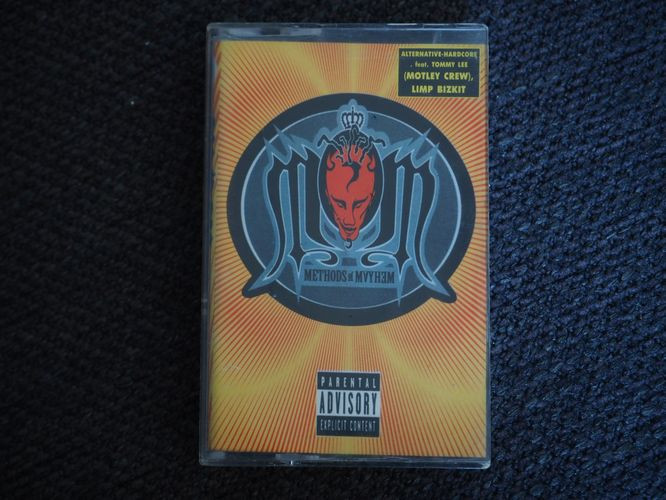 ALTERNATIVE-HARDCORE
. feat. TOMMY LEE
(MOTLEY CREW),
LIMP BIZKIT
METHODS OF MAYHEM
PARENTAL
ADVISORY
EXPLICIT CONTENT